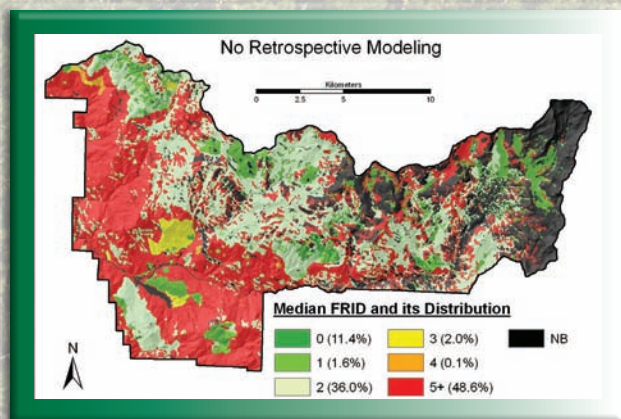 No Retrospective Modeling
Kilometers
0 2.5 5 10
Median FRID and its Distribution
0 (11.4%) 3 (2.0%) NB
1 (1.6%) 4 (0.1%)
2 (36.0%) 5+ (48.6%)
N